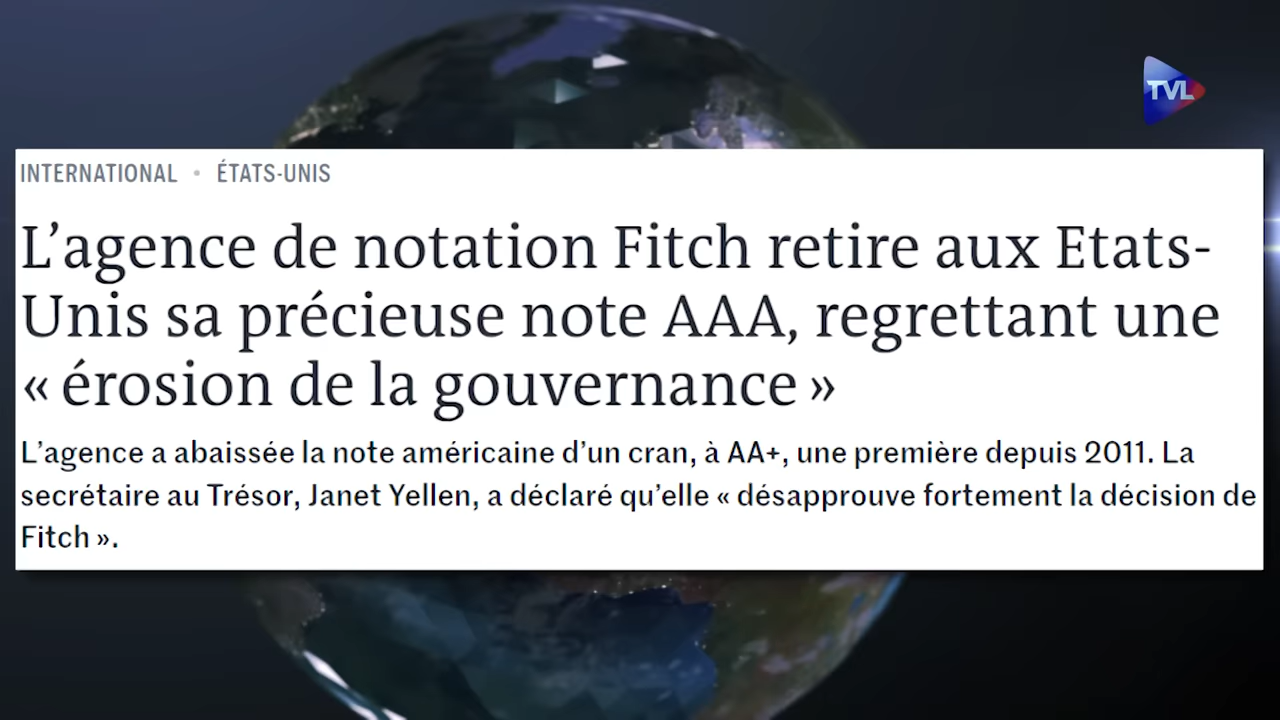 TVL
INTERNATIONAL • ÉTATS-UNIS
L’agence de notation Fitch retire aux Etats-
Unis sa précieuse note AAA, regrettant une
« érosion de la gouvernance »
L’agence a abaissée la note américaine d’un cran, à AA+, une première depuis 2011. La
secrétaire au Trésor, Janet Yellen, a déclaré qu’elle « désapprouve fortement la décision de
Fitch ».